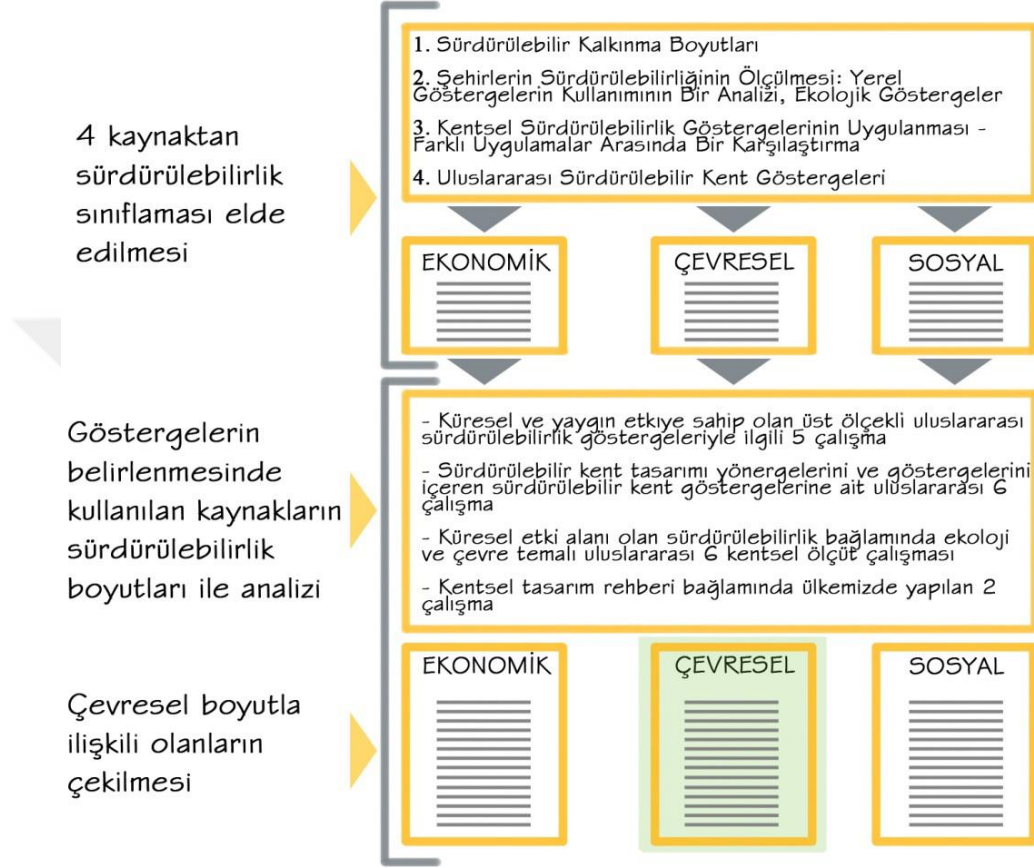 4 kaynaktan
sürdürülebilirlik
sınıflaması elde
edilmesi
1. Sürdürülebilir Kalkınma Boyutları
2. Şehirlerin Sürdürülebilirliğinin Ölçülmesi: Yerel
Göstergelerin Kullanımının Bir Analizi, Ekolojik Göstergeler
3. Kentsel Sürdürülebilirlik Göstergelerinin Uygulanması -
Farklı Uygulamalar Arasında Bir Karşılaştırma
4. Uluslararası Sürdürülebilir Kent Göstergeleri
EKONOMİK
ÇEVRESEL
SOSYAL
Göstergelerin
belirlenmesinde
kullanılan kaynakların
sürdürülebilirlik
boyutları ile analizi
- Küresel ve yaygın etkiye sahip olan üst ölçekli uluslararası
sürdürülebilirlik göstergeleriyle ilgili 5 çalışma
- Sürdürülebilir kent tasarımı yönergelerini ve göstergelerini
içeren sürdürülebilir kent göstergelerine ait uluslararası 6
çalışma
- Küresel etki alanı olan sürdürülebilirlik bağlamında ekoloji
ve çevre temalı uluslararası 6 kentsel ölçüt çalışması
- Kentsel tasarım rehberi bağlamında ülkemizde yapılan 2
çalışma
Çevresel boyutla
ilişkili olanların
çekilmesi
EKONOMİK
ÇEVRESEL
SOSYAL